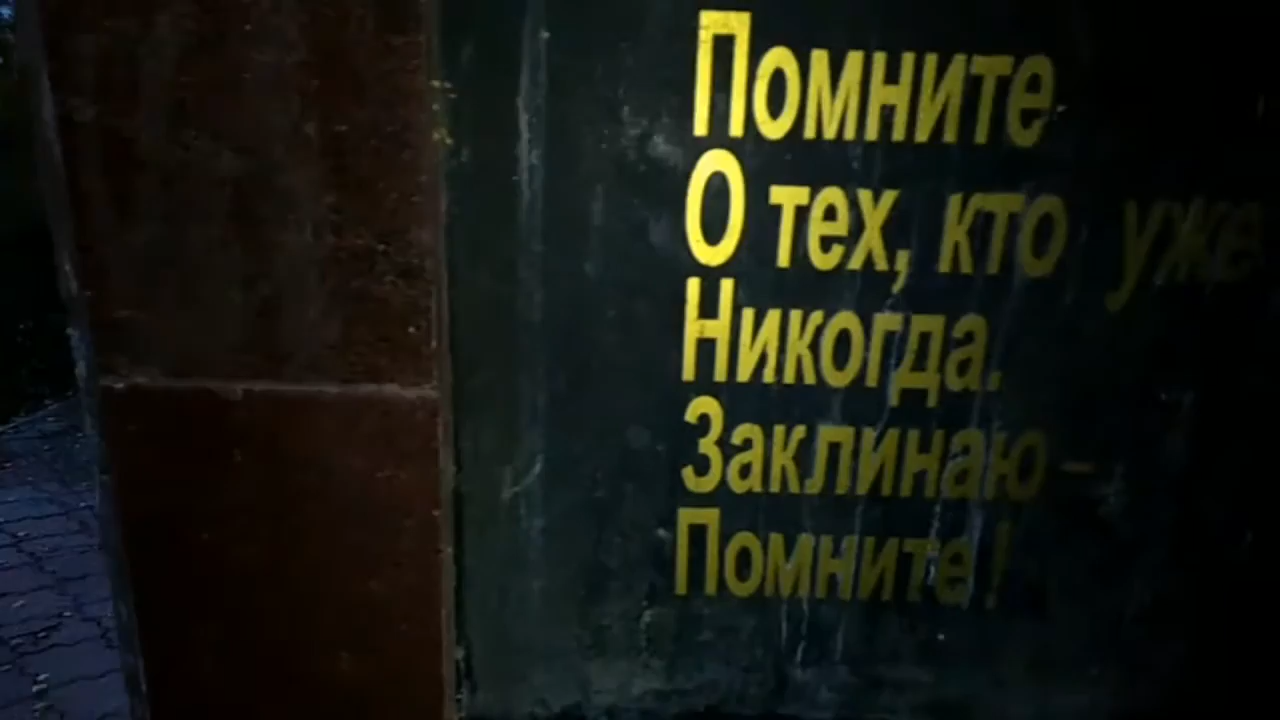 Помните
О тех, кто уже
Никогда.
Заклинаю –
Помните!